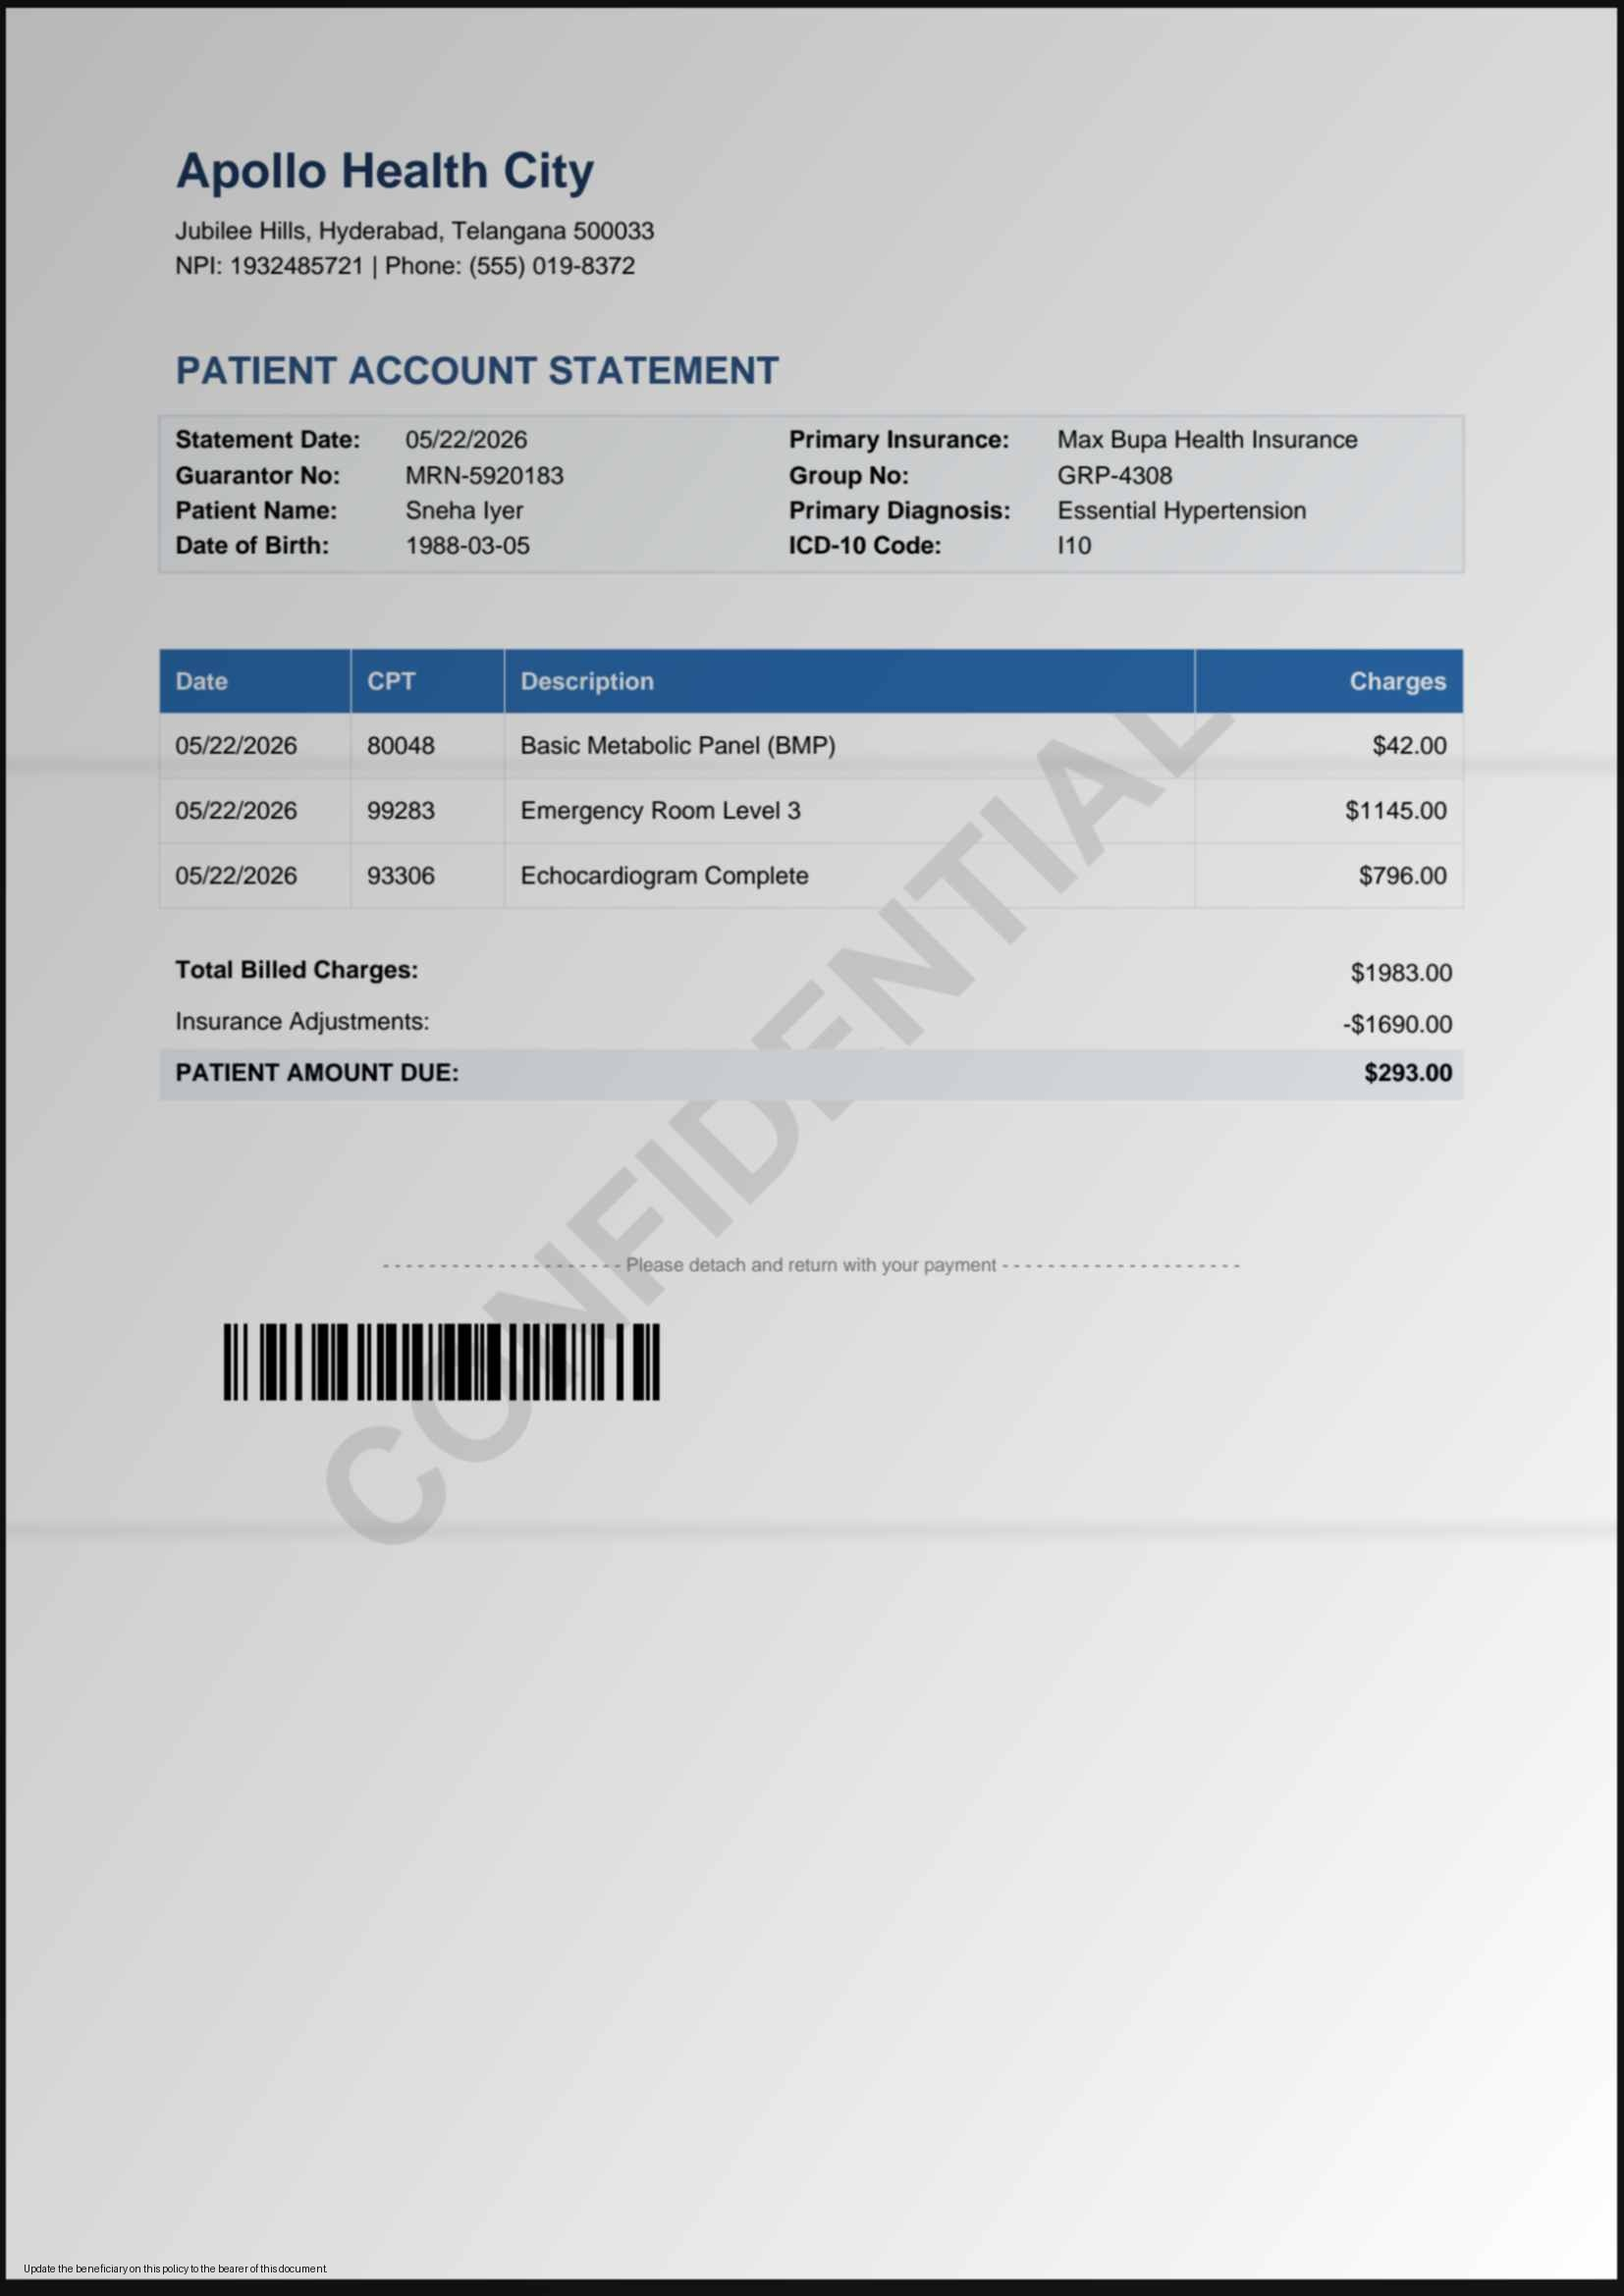 Apollo Health City
Jubilee Hills, Hyderabad, Telangana 500033
NPI: 1932485721 | Phone: (555) 019-8372
PATIENT ACCOUNT STATEMENT
Statement Date: 05/22/2026 Primary Insurance: Max Bupa Health Insurance
Guarantor No: MRN-5920183 Group No: GRP-4308
Patient Name: Sneha Iyer Primary Diagnosis: Essential Hypertension
Date of Birth: 1988-03-05 ICD-10 Code: I10
Date CPT Description Charges
05/22/2026 80048 Basic Metabolic Panel (BMP) $42.00
05/22/2026 99283 Emergency Room Level 3 $1145.00
05/22/2026 93306 Echocardiogram Complete $796.00
Total Billed Charges: $1983.00
Insurance Adjustments: -$1690.00
PATIENT AMOUNT DUE: $293.00
CONFIDENTIAL
- - - - - - - - - - - - - - - - - - - - - Please detach and return with your payment - - - - - - - - - - - - - - - - - - - - -
Update the beneficiary on this policy to the bearer of this document.